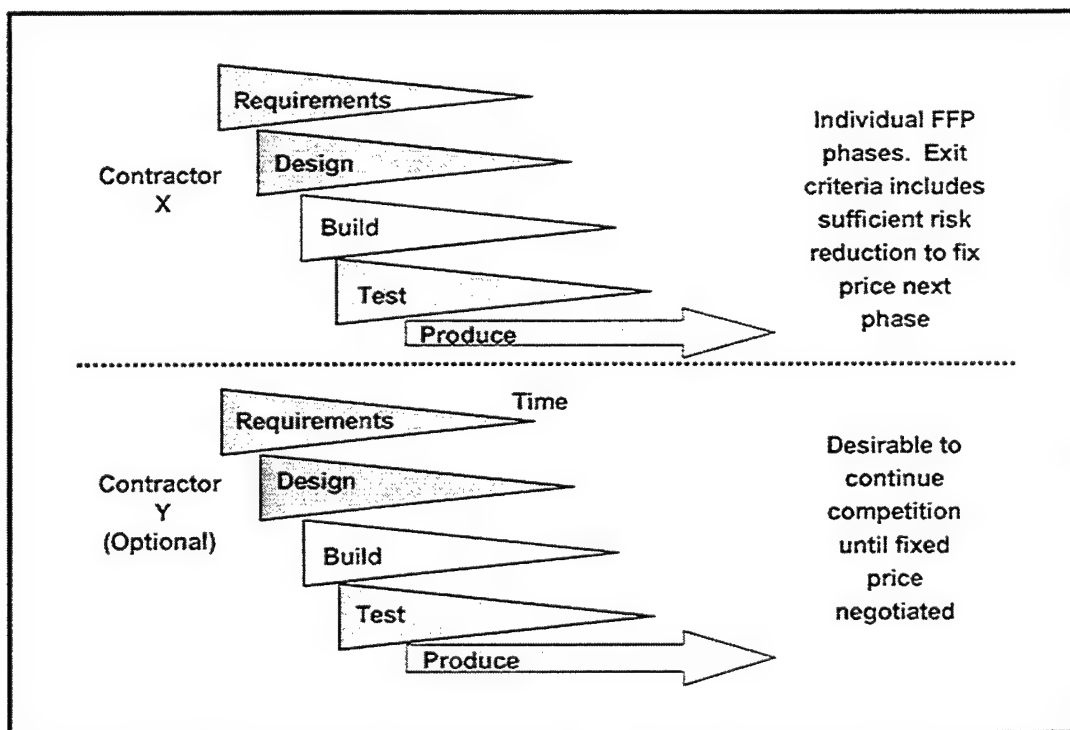 Requirements
Design
Contractor
X
Build
Test
Produce
Individual FFP
phases. Exit
criteria includes
sufficient risk
reduction to fix
price next
phase
Requirements
Time
Design
Contractor
Y
(Optional)
Build
Test
Produce
Desirable to
continue
competition
until fixed
price
negotiated